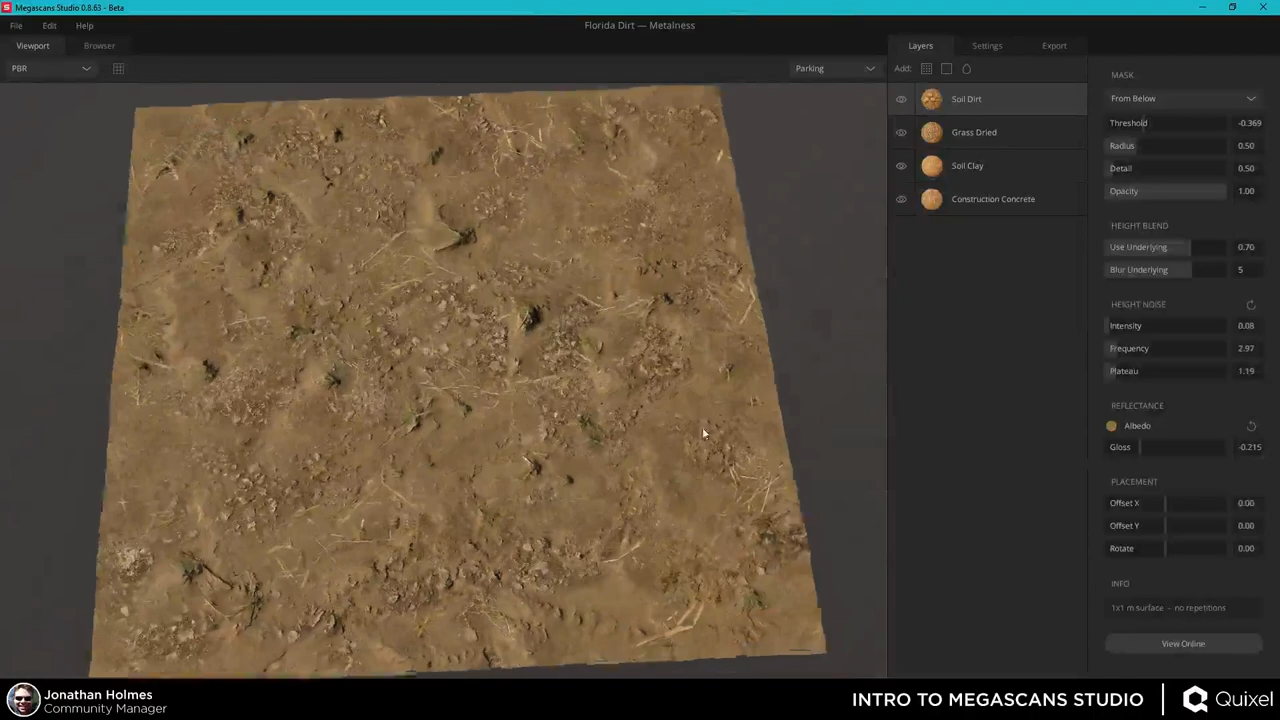 Megascans Studio 0.8.63 - Beta
File Edit Help
Florida Dirt — Metalness
Viewport Browser
Layers Settings Export
PBR
Parking
Add:
Soil Dirt
Grass Dried
Soil Clay
Construction Concrete
MASK
From Below
Threshold -0.369
Radius 0.50
Detail 0.50
Opacity 1.00
HEIGHT BLEND
Use Underlying 0.70
Blur Underlying 5
HEIGHT NOISE
Intensity 0.08
Frequency 2.97
Plateau 1.19
REFLECTANCE
Albedo
Gloss -0.215
PLACEMENT
Offset X 0.00
Offset Y 0.00
Rotate 0.00
INFO
1x1 m surface – no repetitions
View Online
Jonathan Holmes
Community Manager
INTRO TO MEGASCANS STUDIO
Quixel